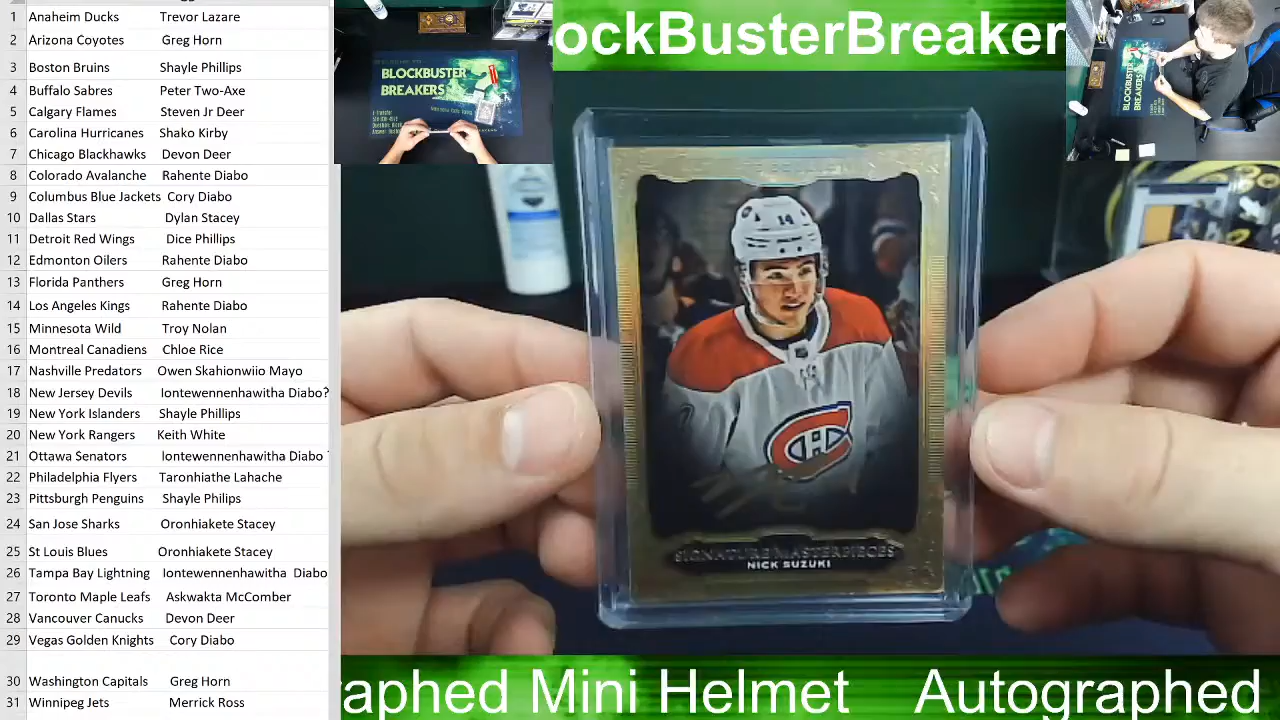 1 Anaheim Ducks Trevor Lazare
2 Arizona Coyotes Greg Horn
3 Boston Bruins Shayle Phillips
4 Buffalo Sabres Peter Two-Axe
5 Calgary Flames Steven Jr Deer
6 Carolina Hurricanes Shako Kirby
7 Chicago Blackhawks Devon Deer
8 Colorado Avalanche Rahente Diabo
9 Columbus Blue Jackets Cory Diabo
10 Dallas Stars Dylan Stacey
11 Detroit Red Wings Dice Phillips
12 Edmonton Oilers Rahente Diabo
13 Florida Panthers Greg Horn
14 Los Angeles Kings Rahente Diabo
15 Minnesota Wild Troy Nolan
16 Montreal Canadiens Chloe Rice
17 Nashville Predators Owen Skahendowaneh Mayo
New Jersey Devils Iontewennenhawitha Diabo?
19 New York Islanders Shayle Phillips
20 New York Rangers Keith White
21 Ottawa Senators Iontewennenhawitha Diabo
Philadelphia Flyers
23 Pittsburgh Penguins Shayle Philips
24 San Jose Sharks Oronhiakete Stacey
25 St Louis Blues Oronhiakete Stacey
26 Tampa Bay Lightning Iontewennenhawitha Diabo
27 Toronto Maple Leafs Askwakta McComber
28 Vancouver Canucks Devon Deer
29 Vegas Golden Knights Cory Diabo
30 Washington Capitals Greg Horn
31 Winnipeg Jets Merrick Ross
BLOCKBUSTER
BREAKERS
ockBusterBreaker
BLOCKBUSTER
BREAKERS
14
SIGNATURE MASTERPIECES
NICK SUZUKI
raphed Mini Helmet Autographed